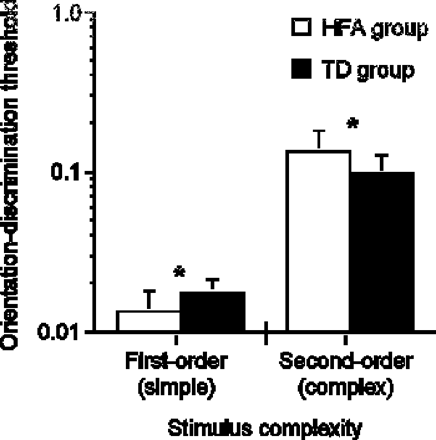 Orientation-discrimination threshold
1.0
0.1
0.01
HFA group
TD group
*
*
First-order
(simple)
Second-order
(complex)
Stimulus complexity